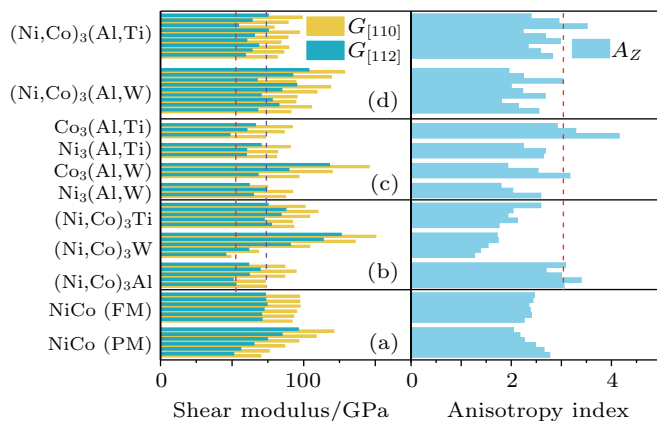 (Ni,Co)₃(Al,Ti)
G[110]
G[112]
A_Z
(Ni,Co)₃(Al,W)
(d)
Co₃(Al,Ti)
Ni₃(Al,Ti)
Co₃(Al,W)
(c)
Ni₃(Al,W)
(Ni,Co)₃Ti
(Ni,Co)₃W
(b)
(Ni,Co)₃Al
NiCo (FM)
NiCo (PM)
(a)
0 100 0 2 4
Shear modulus/GPa Anisotropy index